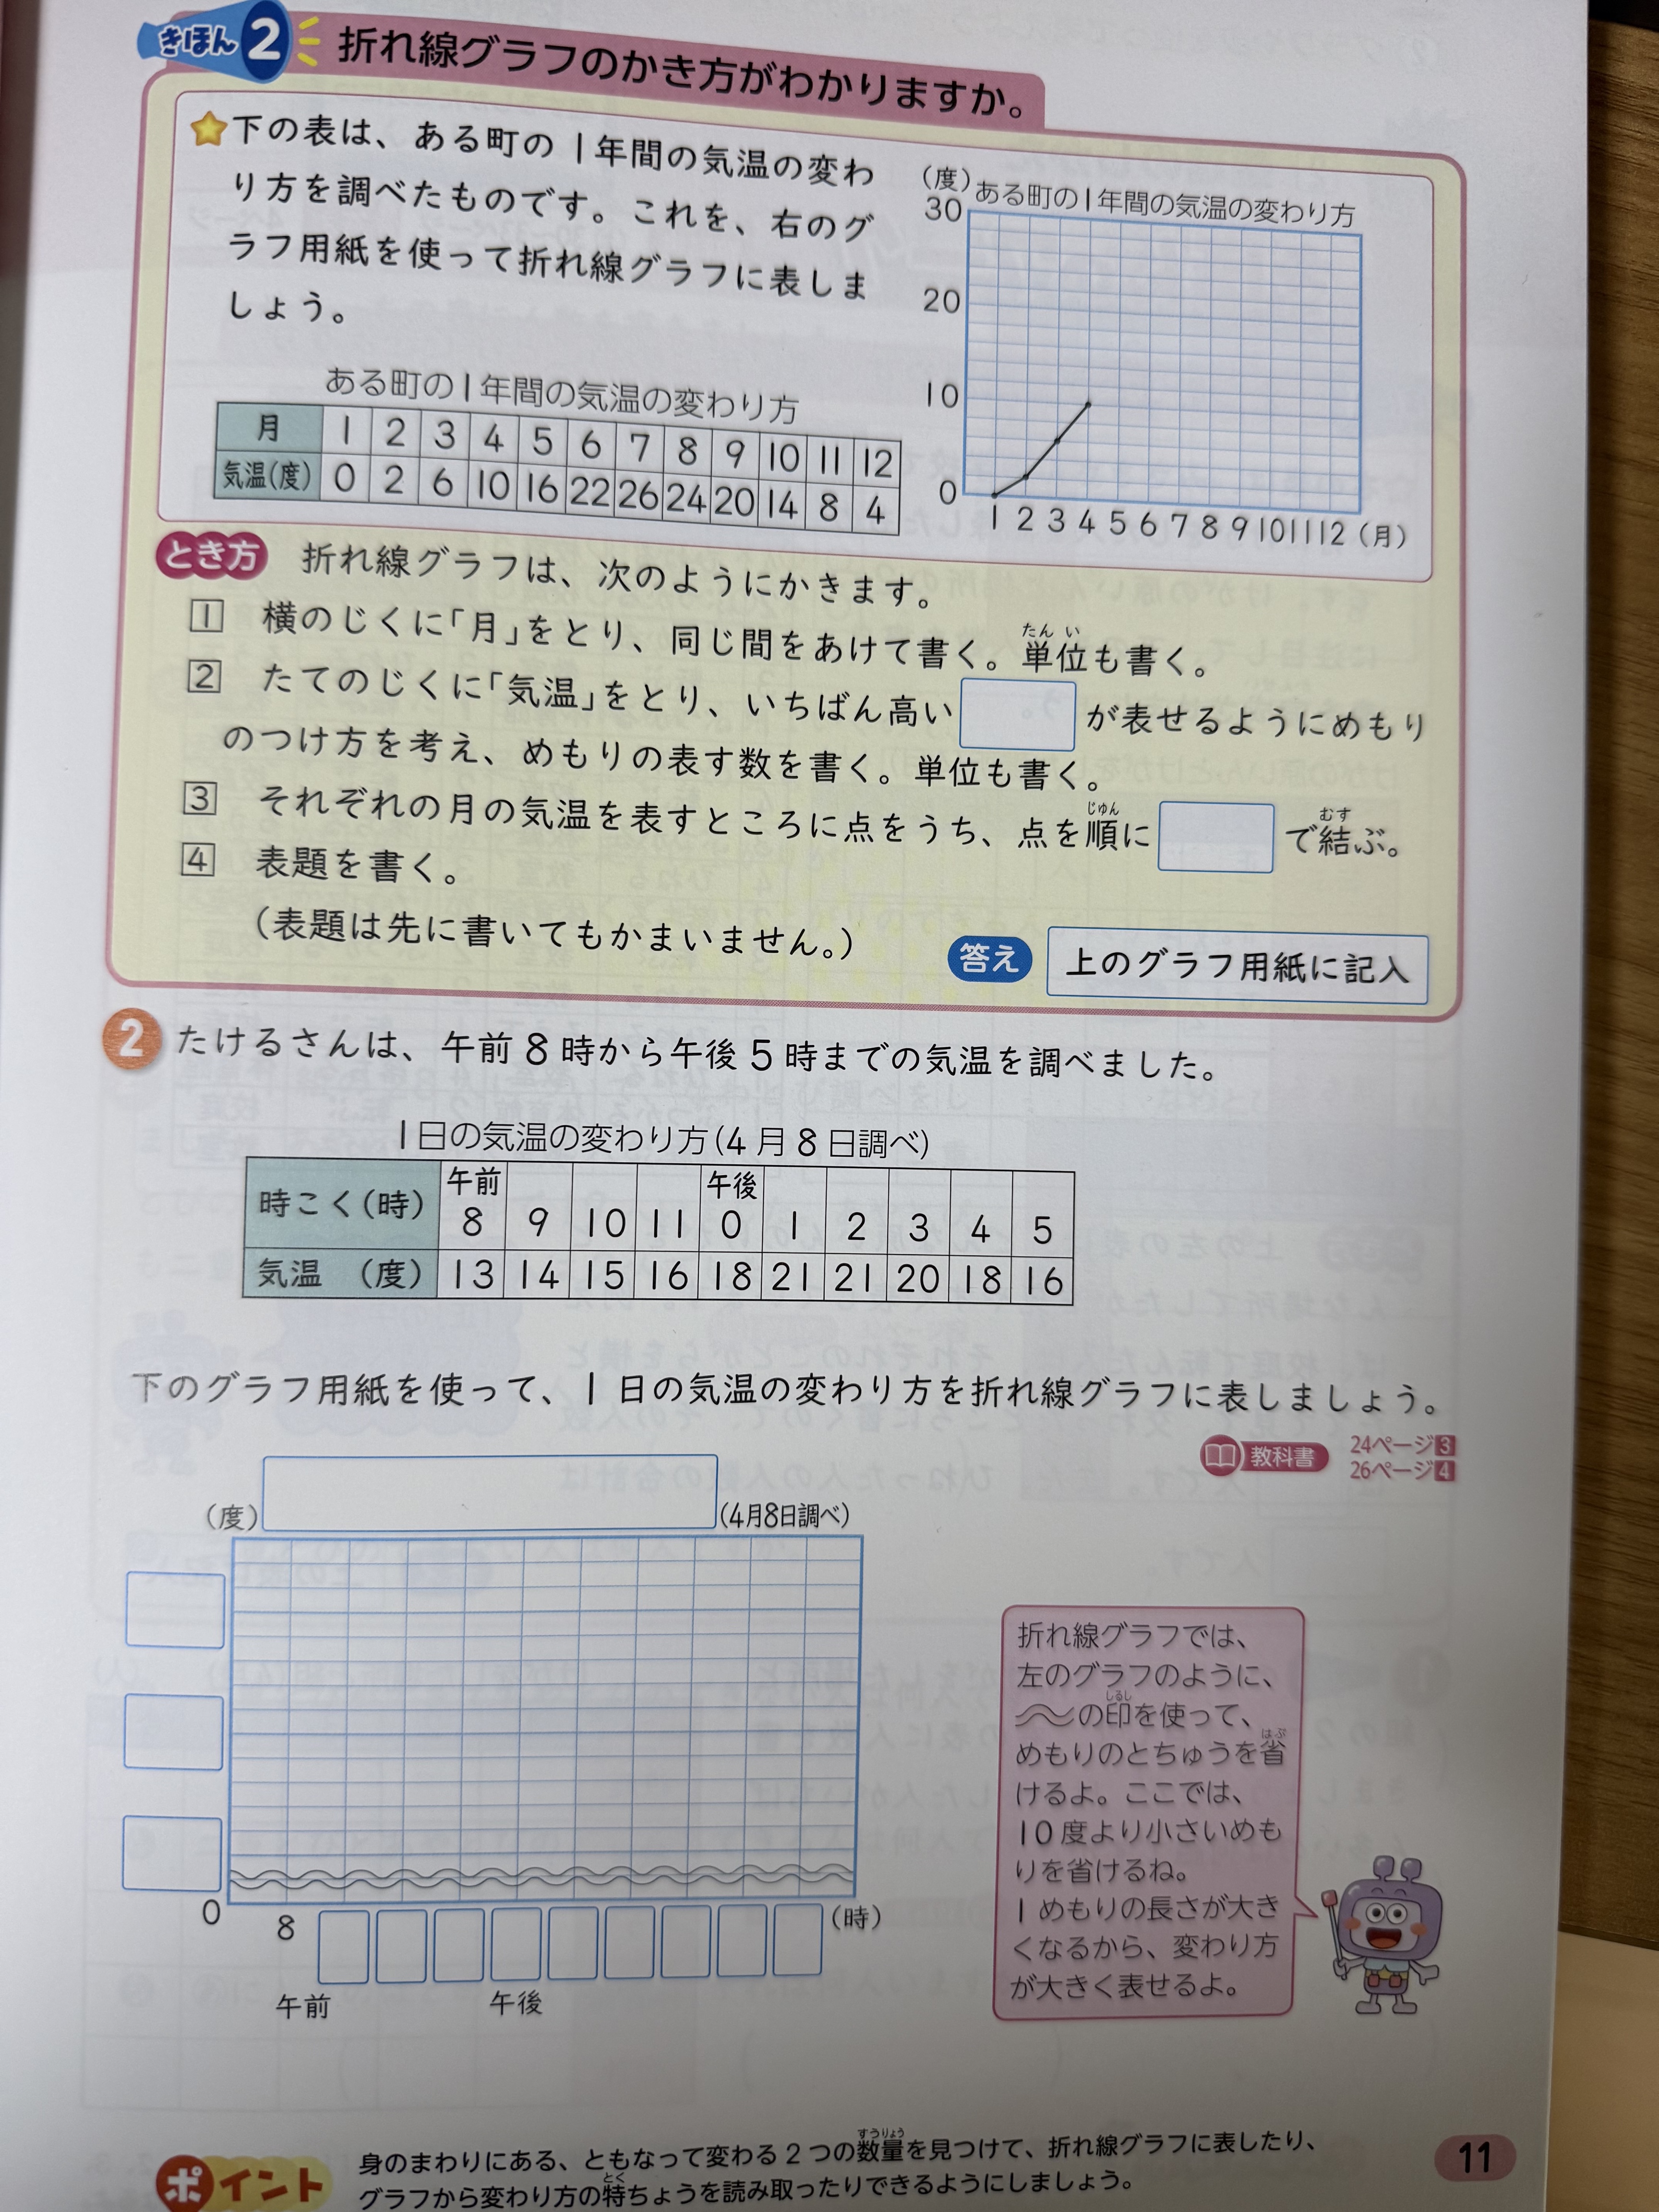 きほん 2 折れ線グラフのかき方がわかりますか。
下の表は、ある町の1年間の気温の変わ
り方を調べたものです。これを、右のグ
ラフ用紙を使って折れ線グラフに表しま
しょう。
ある町の1年間の気温の変わり方
月 1 2 3 4 5 6 7 8 9 10 11 12
気温(度) 0 2 6 10 16 22 26 24 20 14 8 4
(度) ある町の1年間の気温の変わり方
30
20
10
0
1 2 3 4 5 6 7 8 9 10 11 12 (月)
とき方 折れ線グラフは、次のようにかきます。
1 横のじくに「月」をとり、同じ間をあけて書く。単位も書く。
たんい
2 たてのじくに「気温」をとり、いちばん高い が表せるようにめもり
のつけ方を考え、めもりの表す数を書く。単位も書く。
3 それぞれの月の気温を表すところに点をうち、点を順に で結ぶ。
じゅん むす
4 表題を書く。
(表題は先に書いてもかまいません。)
答え 上のグラフ用紙に記入
2 たけるさんは、午前8時から午後5時までの気温を調べました。
1日の気温の変わり方(4月8日調べ)
時こく(時) 午前8 9 10 11 午後0 1 2 3 4 5
気温 (度) 13 14 15 16 18 21 21 20 18 16
下のグラフ用紙を使って、1日の気温の変わり方を折れ線グラフに表しましょう。
教科書 24ページ3
26ページ4
(度) (4月8日調べ)
0
8 (時)
午前 午後
折れ線グラフでは、
左のグラフのように、
しるし
の印を使って、
はぶ
めもりのとちゅうを省
けるよ。ここでは、
10度より小さいめも
りを省けるね。
1めもりの長さが大き
くなるから、変わり方
が大きく表せるよ。
ポイント
すうりょう
身のまわりにある、ともなって変わる2つの数量を見つけて、折れ線グラフに表したり、
とく
グラフから変わり方の特ちょうを読み取ったりできるようにしましょう。
11